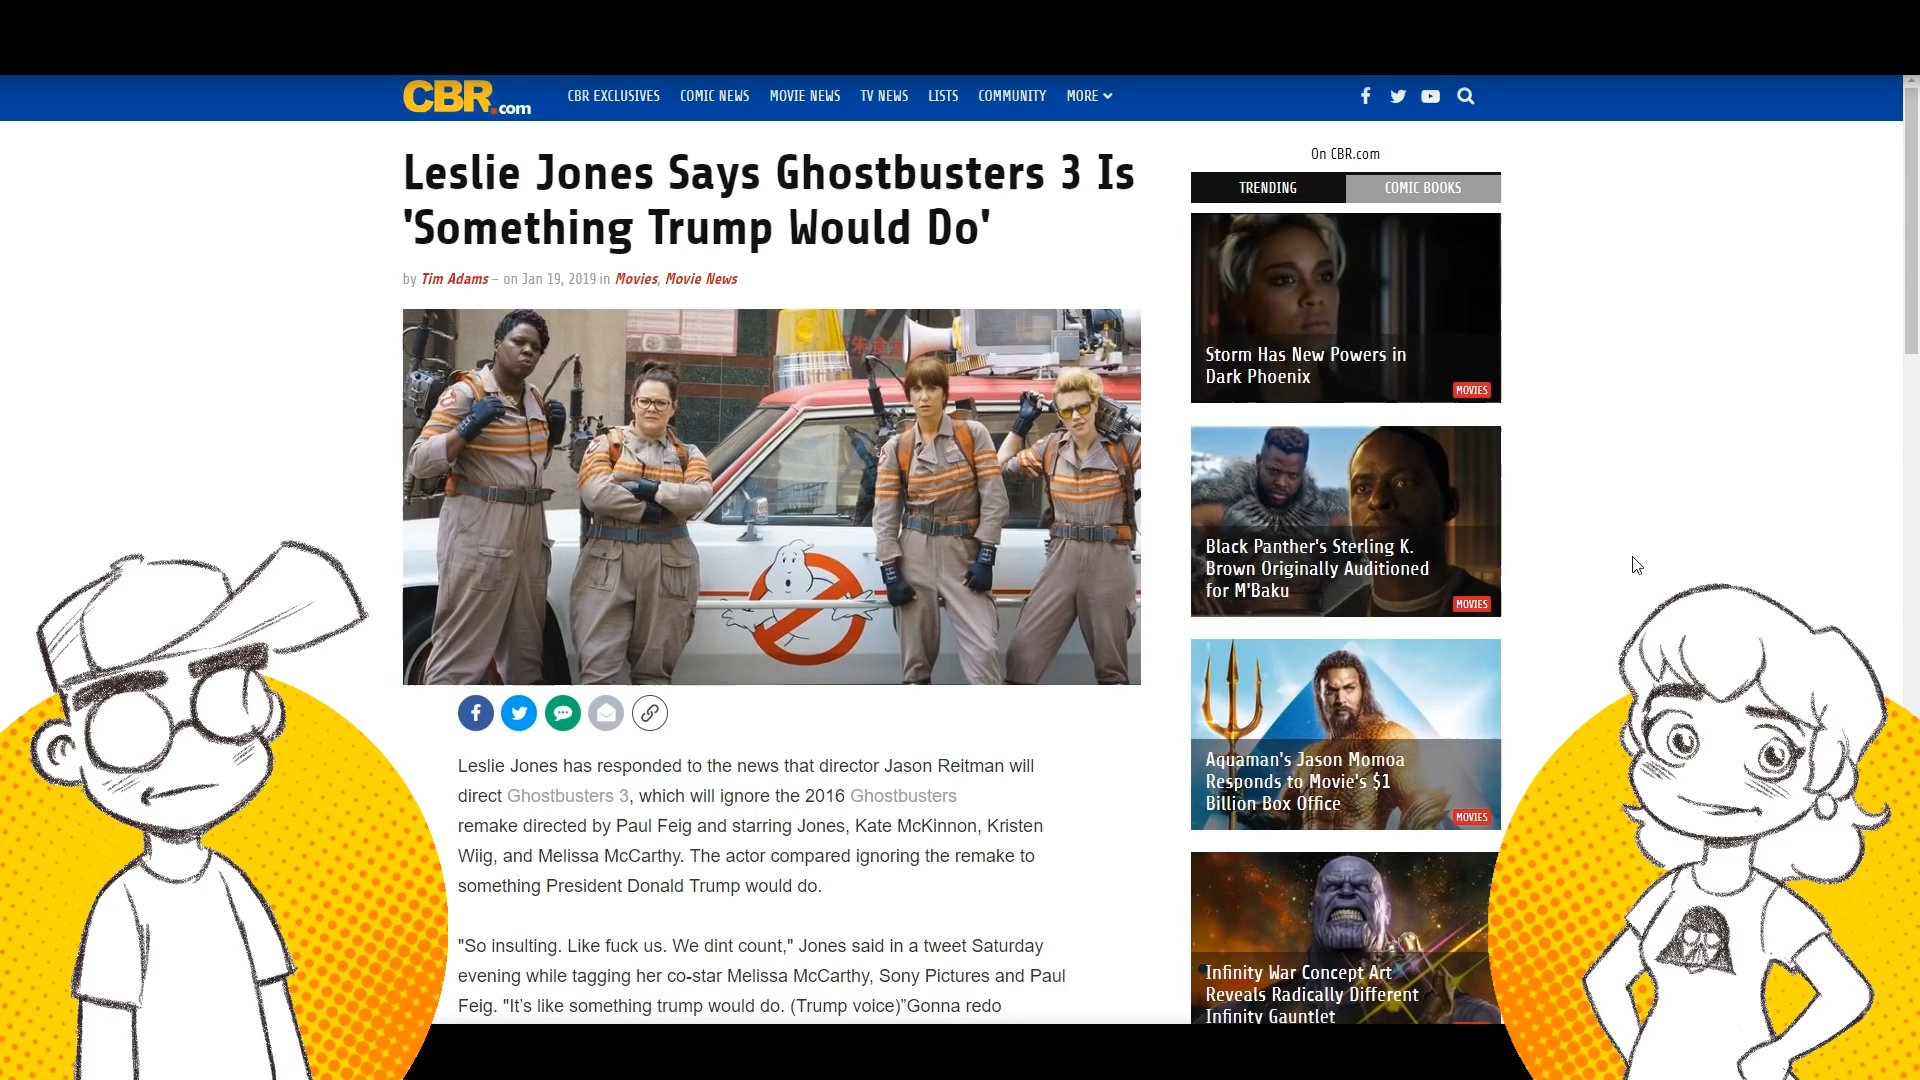 CBR.com
CBR EXCLUSIVES COMIC NEWS MOVIE NEWS TV NEWS LISTS COMMUNITY MORE
Leslie Jones Says Ghostbusters 3 Is
'Something Trump Would Do'
by Tim Adams – on Jan 19, 2019 in Movies, Movie News
Leslie Jones has responded to the news that director Jason Reitman will
direct Ghostbusters 3, which will ignore the 2016 Ghostbusters
remake directed by Paul Feig and starring Jones, Kate McKinnon, Kristen
Wiig, and Melissa McCarthy. The actor compared ignoring the remake to
something President Donald Trump would do.
"So insulting. Like fuck us. We dint count," Jones said in a tweet Saturday
evening while tagging her co-star Melissa McCarthy, Sony Pictures and Paul
Feig. "It's like something trump would do. (Trump voice)"Gonna redo
On CBR.com
TRENDING COMIC BOOKS
Storm Has New Powers in
Dark Phoenix
MOVIES
Black Panther's Sterling K.
Brown Originally Auditioned
for M'Baku
MOVIES
Aquaman's Jason Momoa
Responds to Movie's $1
Billion Box Office
MOVIES
Infinity War Concept Art
Reveals Radically Different
Infinity Gauntlet